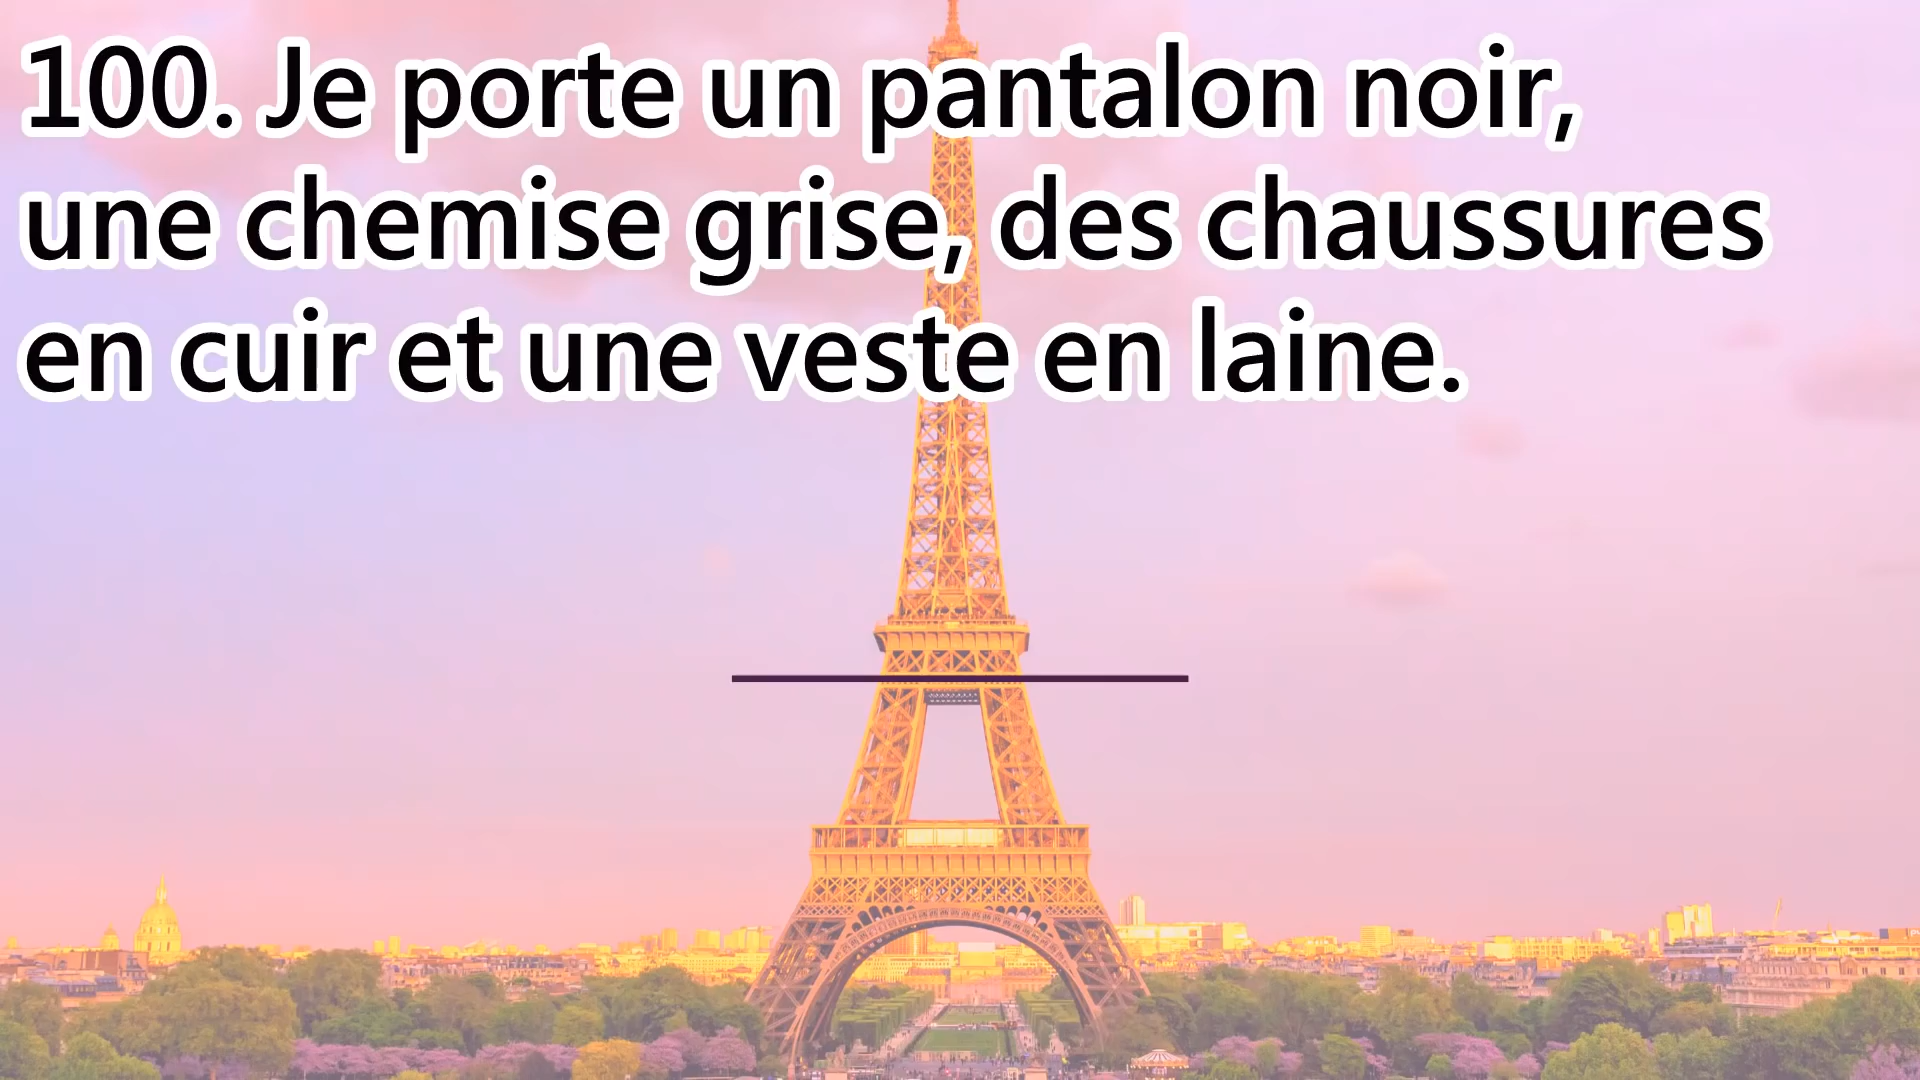 100. Je porte un pantalon noir,
une chemise grise, des chaussures
en cuir et une veste en laine.